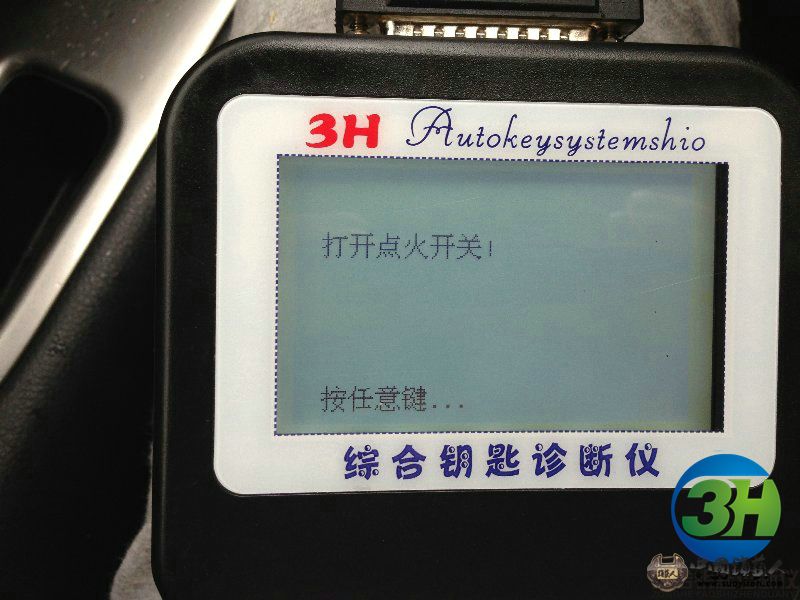 3H Autokeysystemshio
打开点火开关!
按任意键...
综合钥匙诊断仪
3H